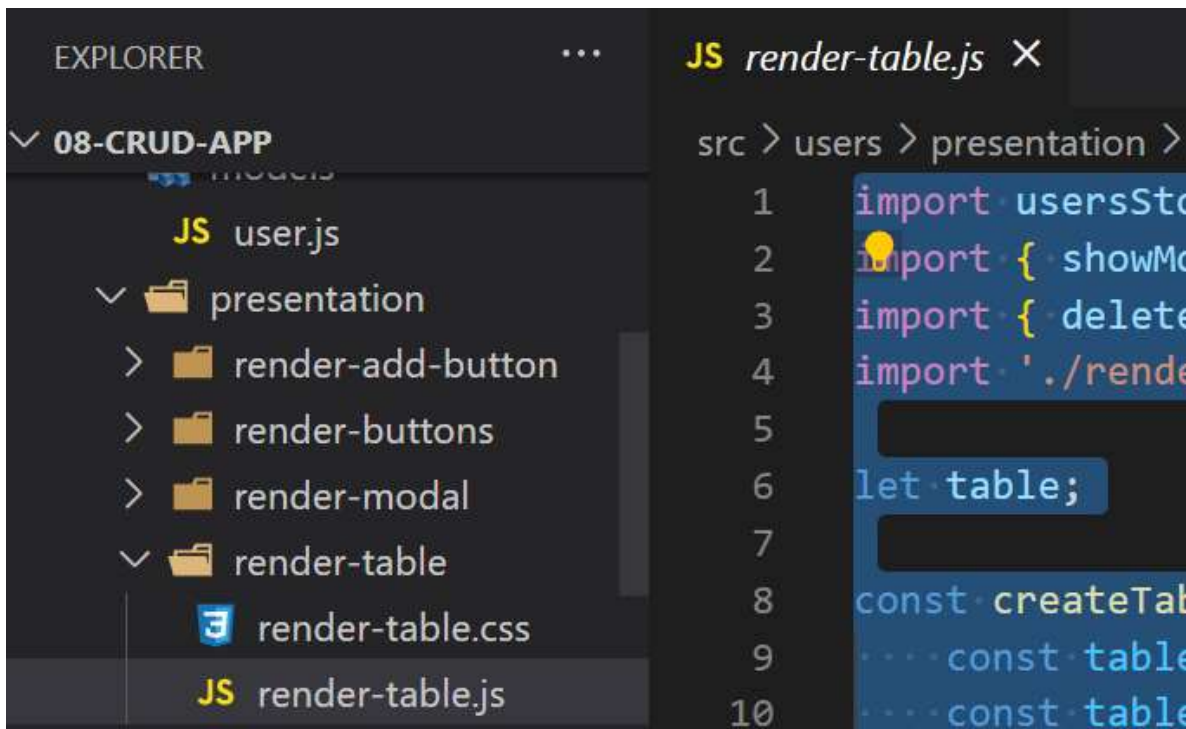 EXPLORER ...
08-CRUD-APP
models
JS user.js
presentation
render-add-button
render-buttons
render-modal
render-table
render-table.css
JS render-table.js
JS render-table.js
src > users > presentation >
1 import usersSto
2 import { showMo
3 import { delete
4 import './rende
5
6 let table;
7
8 const createTab
9 const table
10 const table